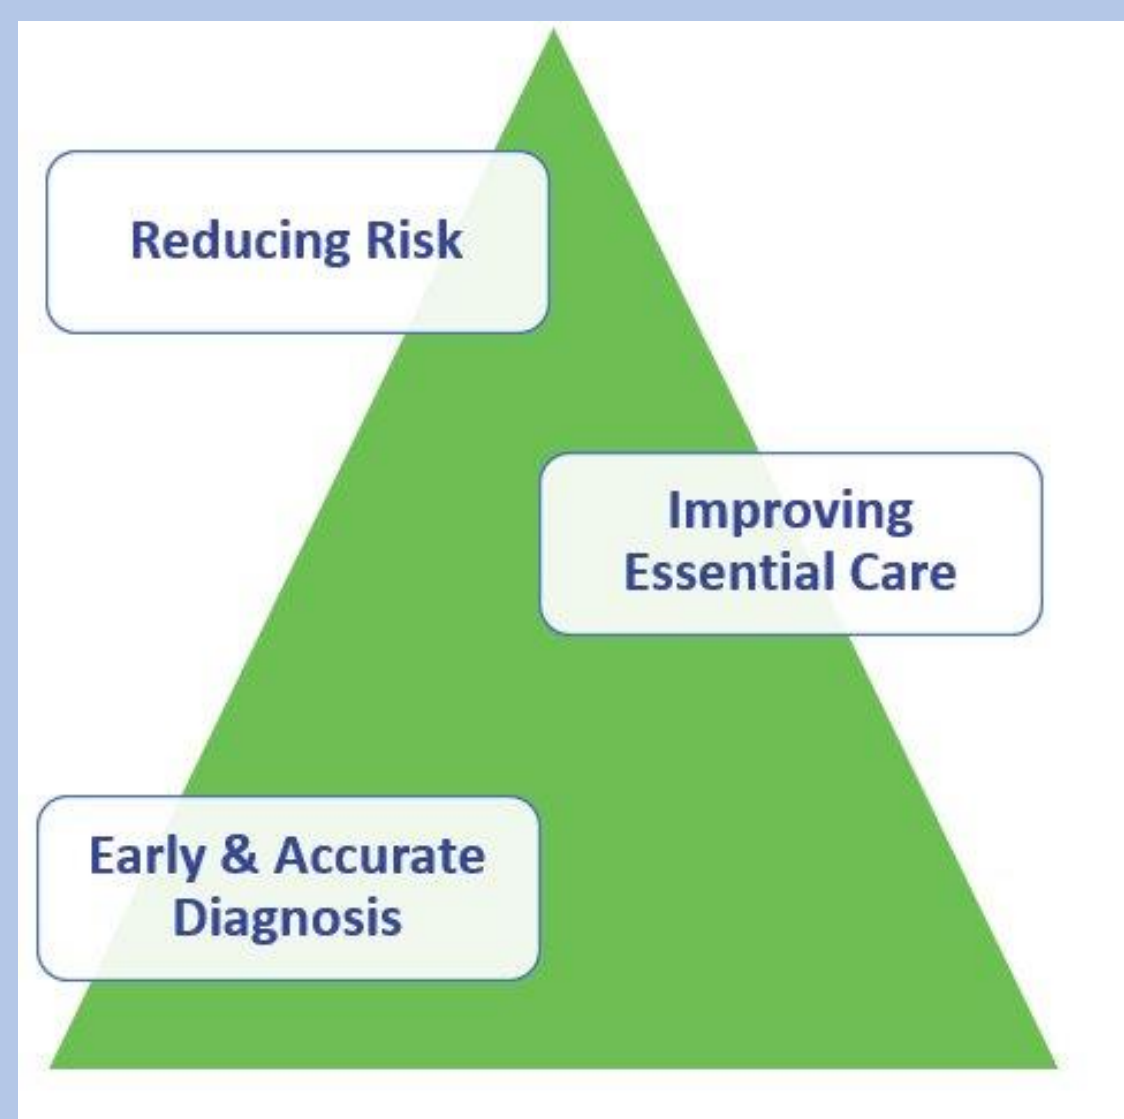 Reducing Risk
Improving
Essential Care
Early & Accurate
Diagnosis